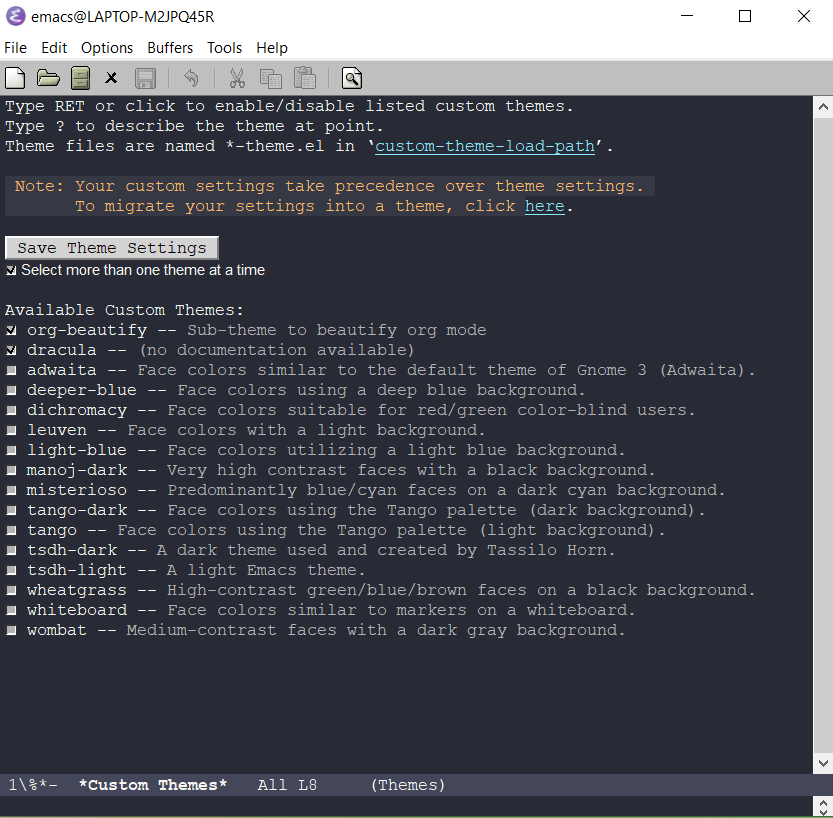 emacs@LAPTOP-M2JPQ45R
File Edit Options Buffers Tools Help
Type RET or click to enable/disable listed custom themes.
Type ? to describe the theme at point.
Theme files are named *-theme.el in ‘custom-theme-load-path’.
Note: Your custom settings take precedence over theme settings.
To migrate your settings into a theme, click here.
Save Theme Settings
Select more than one theme at a time
Available Custom Themes:
org-beautify -- Sub-theme to beautify org mode
dracula -- (no documentation available)
adwaita -- Face colors similar to the default theme of Gnome 3 (Adwaita).
deeper-blue -- Face colors using a deep blue background.
dichromacy -- Face colors suitable for red/green color-blind users.
leuven -- Face colors with a light background.
light-blue -- Face colors utilizing a light blue background.
manoj-dark -- Very high contrast faces with a black background.
misterioso -- Predominantly blue/cyan faces on a dark cyan background.
tango-dark -- Face colors using the Tango palette (dark background).
tango -- Face colors using the Tango palette (light background).
tsdh-dark -- A dark theme used and created by Tassilo Horn.
tsdh-light -- A light Emacs theme.
wheatgrass -- High-contrast green/blue/brown faces on a black background.
whiteboard -- Face colors similar to markers on a whiteboard.
wombat -- Medium-contrast faces with a dark gray background.
1\%*- *Custom Themes* All L8 (Themes)